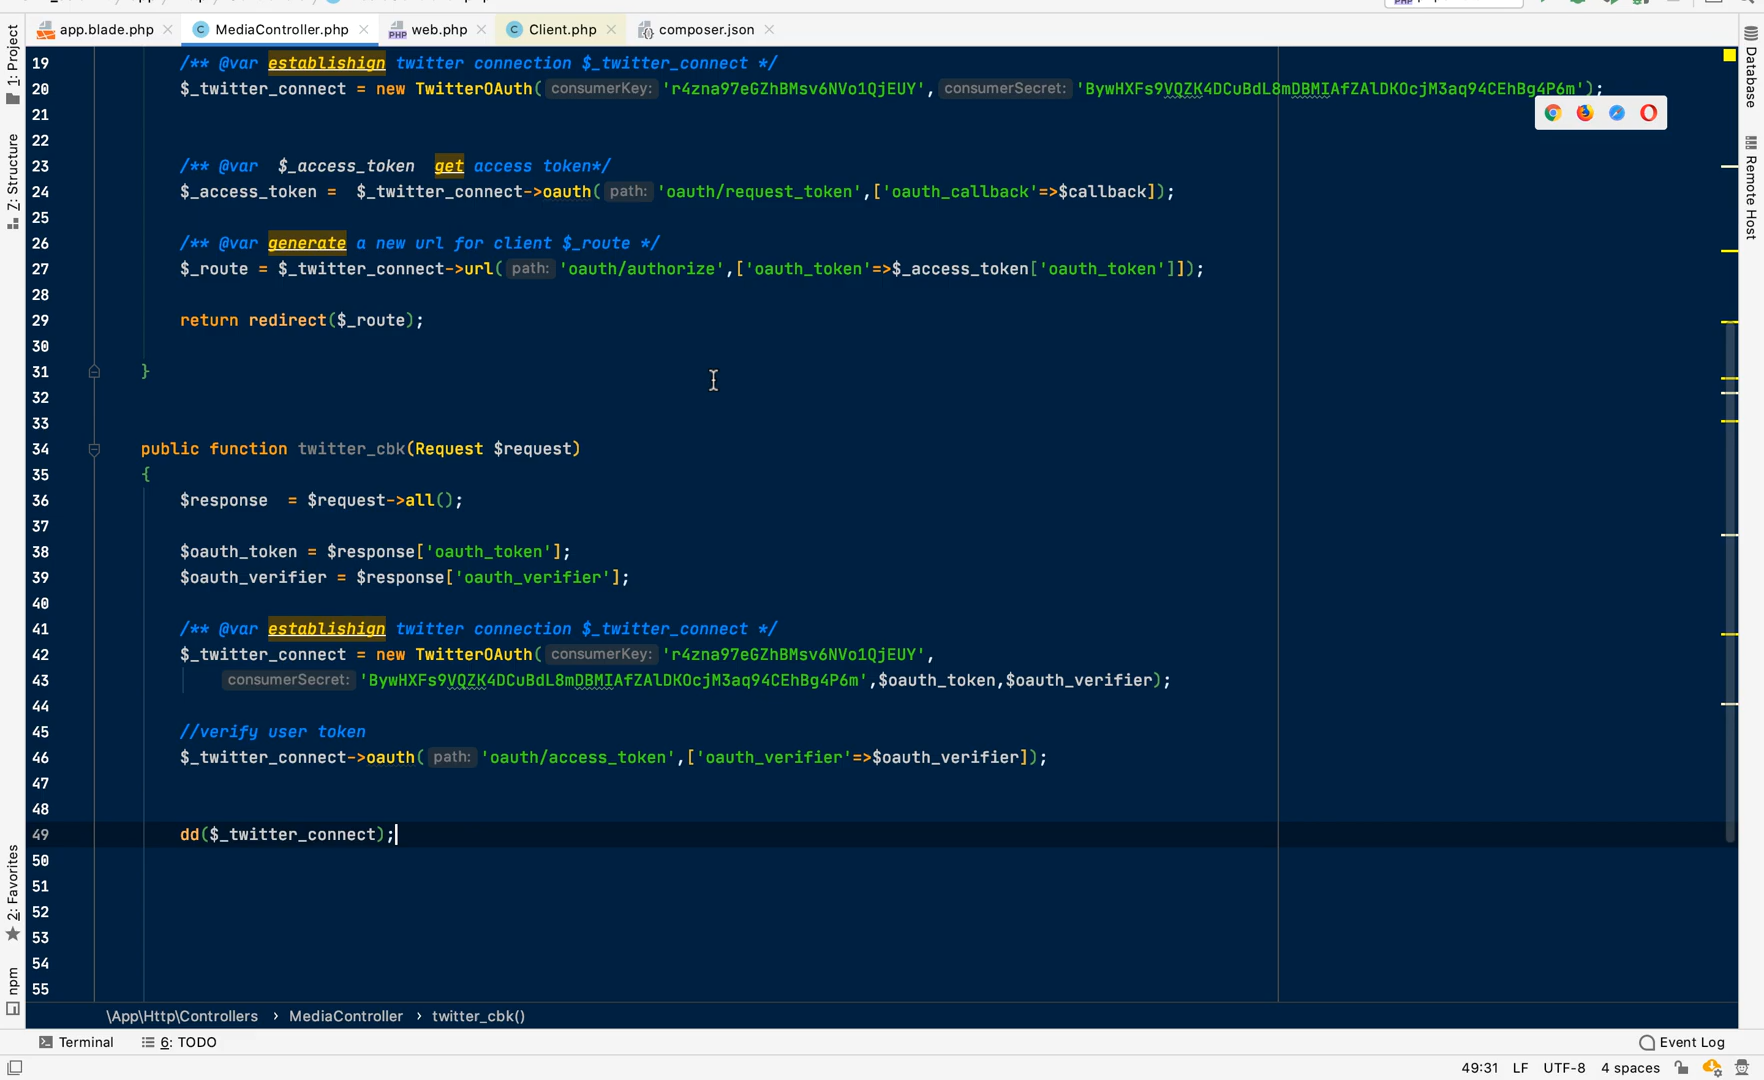 app.blade.php
MediaController.php
web.php
Client.php
composer.json
1: Project
Z: Structure
2: Favorites
npm
Database
Remote Host
19 /** @var establishign twitter connection $_twitter_connect */
20 $_twitter_connect = new TwitterOAuth( consumerKey: 'r4zna97eGZhBMsv6NVo1QjEUY', consumerSecret: 'BywHXFs9VQZK4DCuBdL8mDBMIAfZAlDKOcjM3aq94CEhBg4P6m');
21
22
23 /** @var $_access_token get access token*/
24 $_access_token = $_twitter_connect->oauth( path: 'oauth/request_token',['oauth_callback'=>$callback]);
25
26 /** @var generate a new url for client $_route */
27 $_route = $_twitter_connect->url( path: 'oauth/authorize',['oauth_token'=>$_access_token['oauth_token']]);
28
29 return redirect($_route);
30
31 }
32
33
34 public function twitter_cbk(Request $request)
35 {
36 $response = $request->all();
37
38 $oauth_token = $response['oauth_token'];
39 $oauth_verifier = $response['oauth_verifier'];
40
41 /** @var establishign twitter connection $_twitter_connect */
42 $_twitter_connect = new TwitterOAuth( consumerKey: 'r4zna97eGZhBMsv6NVo1QjEUY',
43 consumerSecret: 'BywHXFs9VQZK4DCuBdL8mDBMIAfZAlDKOcjM3aq94CEhBg4P6m',$oauth_token,$oauth_verifier);
44
45 //verify user token
46 $_twitter_connect->oauth( path: 'oauth/access_token',['oauth_verifier'=>$oauth_verifier]);
47
48
49 dd($_twitter_connect);
50
51
52
53
54
55
\App\Http\Controllers › MediaController › twitter_cbk()
Terminal 6: TODO Event Log
49:31 LF UTF-8 4 spaces